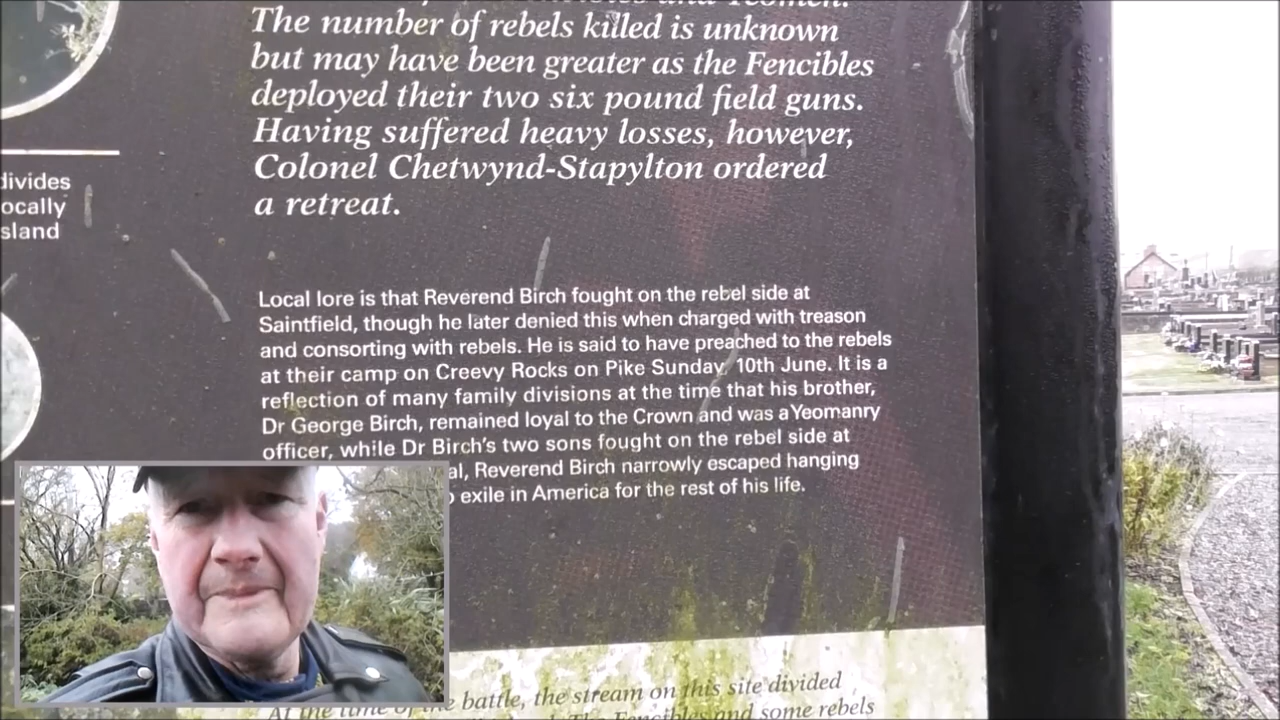 and Yeomen.
The number of rebels killed is unknown
but may have been greater as the Fencibles
deployed their two six pound field guns.
Having suffered heavy losses, however,
Colonel Chetwynd-Stapylton ordered
a retreat.
divides
ocally
sland
Local lore is that Reverend Birch fought on the rebel side at
Saintfield, though he later denied this when charged with treason
and consorting with rebels. He is said to have preached to the rebels
at their camp on Creevy Rocks on Pike Sunday, 10th June. It is a
reflection of many family divisions at the time that his brother,
Dr George Birch, remained loyal to the Crown and was a Yeomanry
officer, while Dr Birch's two sons fought on the rebel side at
al, Reverend Birch narrowly escaped hanging
exile in America for the rest of his life.
At the time of the battle, the stream on this site divided
The Fencibles and some rebels